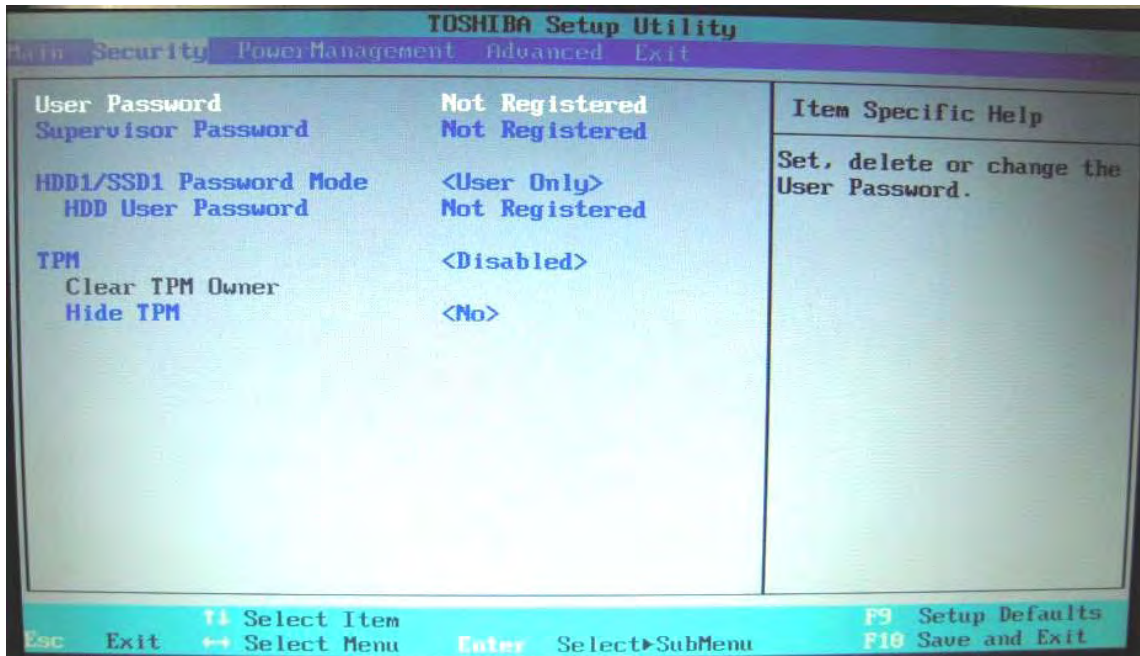 TOSHIBA Setup Utility
Main Security PowerManagement Advanced Exit
User Password Not Registered
Supervisor Password Not Registered
HDD1/SSD1 Password Mode <User Only>
HDD User Password Not Registered
TPM <Disabled>
Clear TPM Owner
Hide TPM <No>
Item Specific Help
Set, delete or change the
User Password.
↑↓ Select Item F9 Setup Defaults
Esc Exit ↔ Select Menu Enter Select▶SubMenu F10 Save and Exit